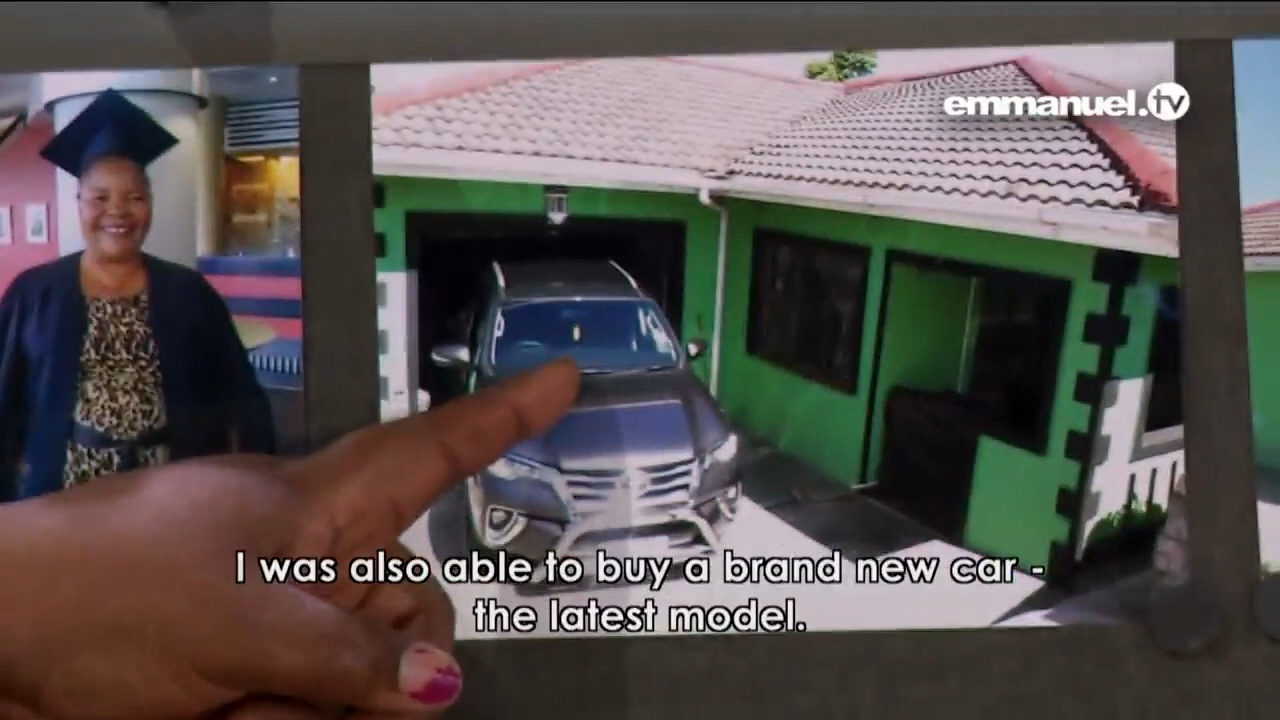 emmanuel.tv
I was also able to buy a brand new car -
the latest model.